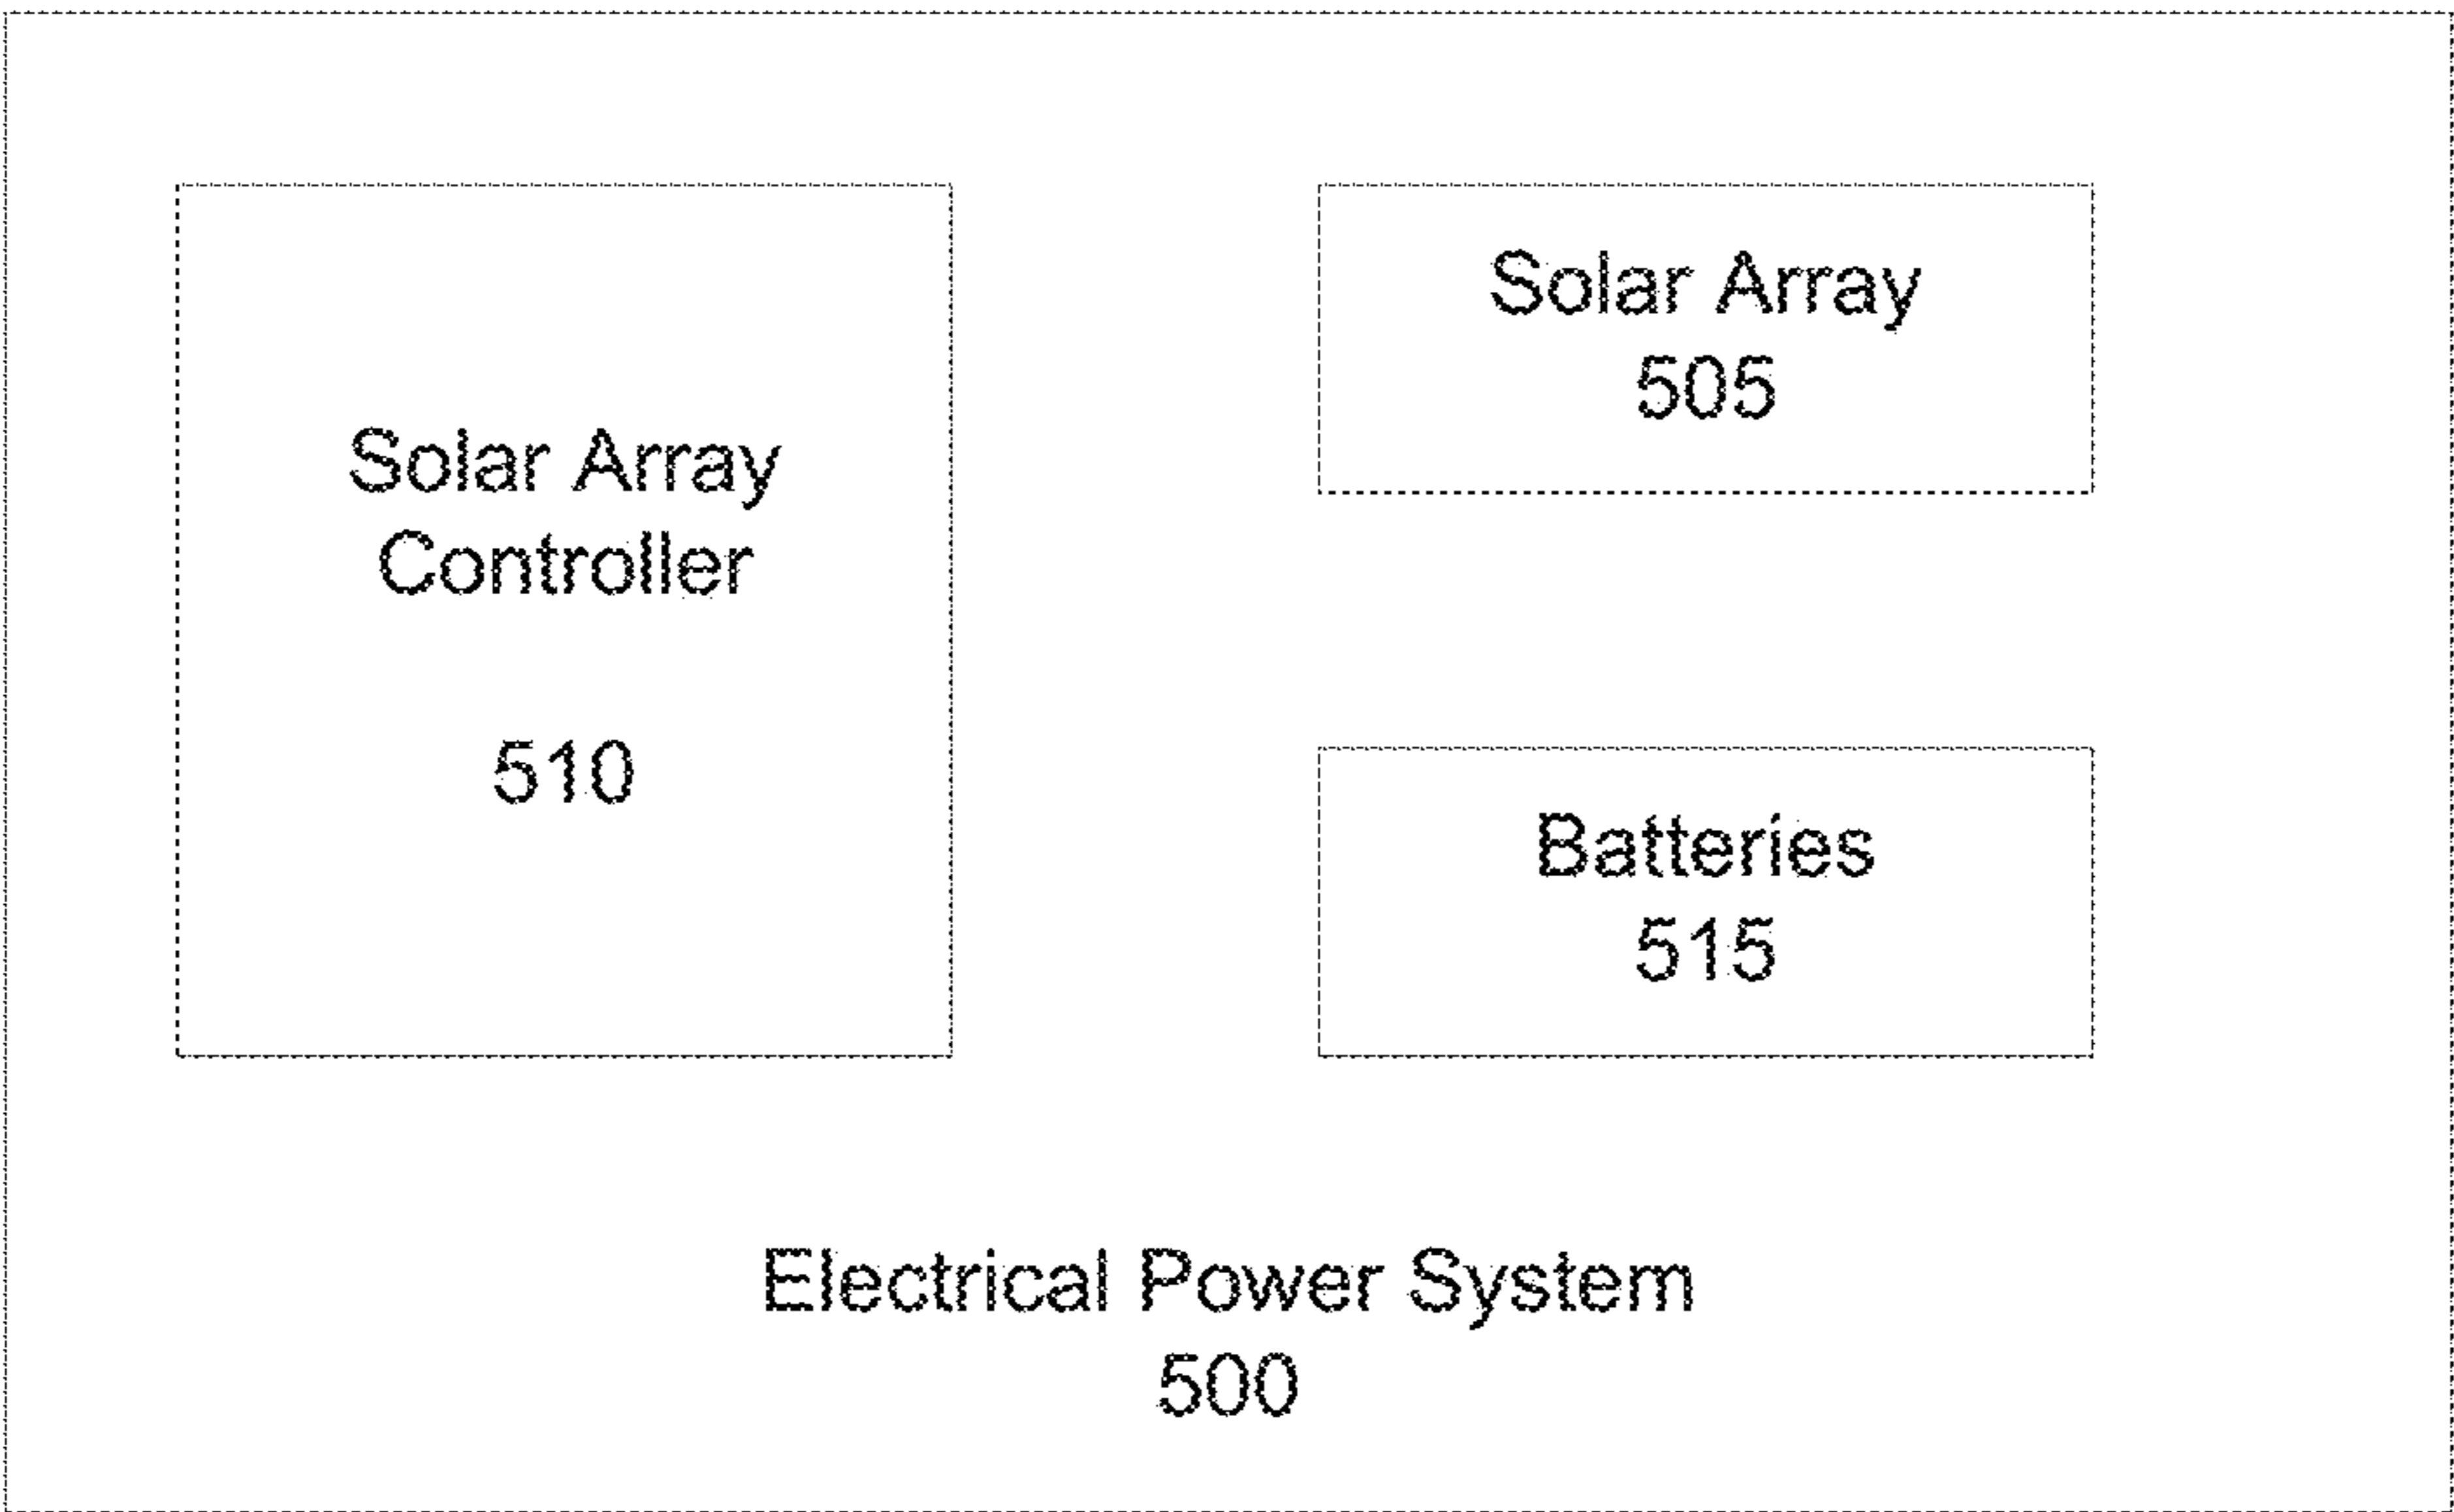 Solar Array
Controller
510
Solar Array
505
Batteries
515
Electrical Power System
500